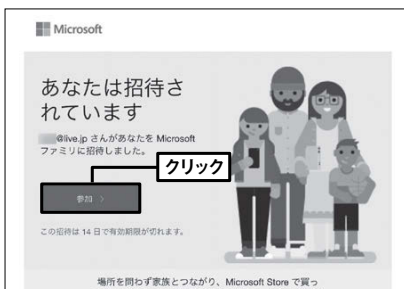 Microsoft
あなたは招待さ
れています
@live.jp さんがあなたを Microsoft
ファミリに招待しました。
クリック
参加 >
この招待は 14 日で有効期限が切れます。
場所を問わず家族とつながり、Microsoft Store で買っ